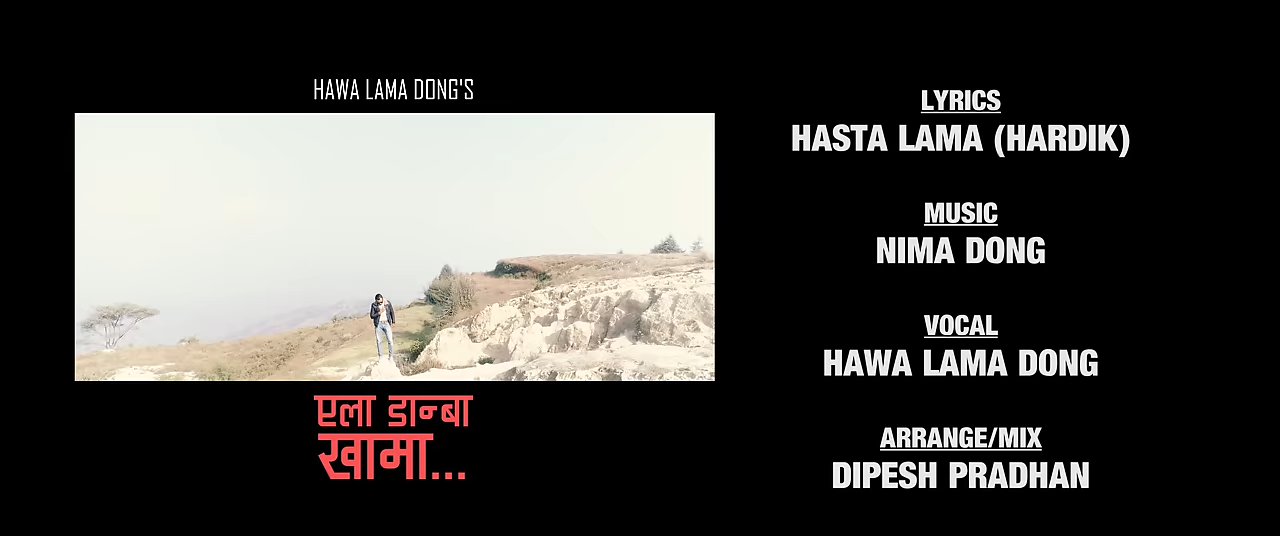 HAWA LAMA DONG'S
एला डान्बा
खामा...
LYRICS
HASTA LAMA (HARDIK)
MUSIC
NIMA DONG
VOCAL
HAWA LAMA DONG
ARRANGE/MIX
DIPESH PRADHAN